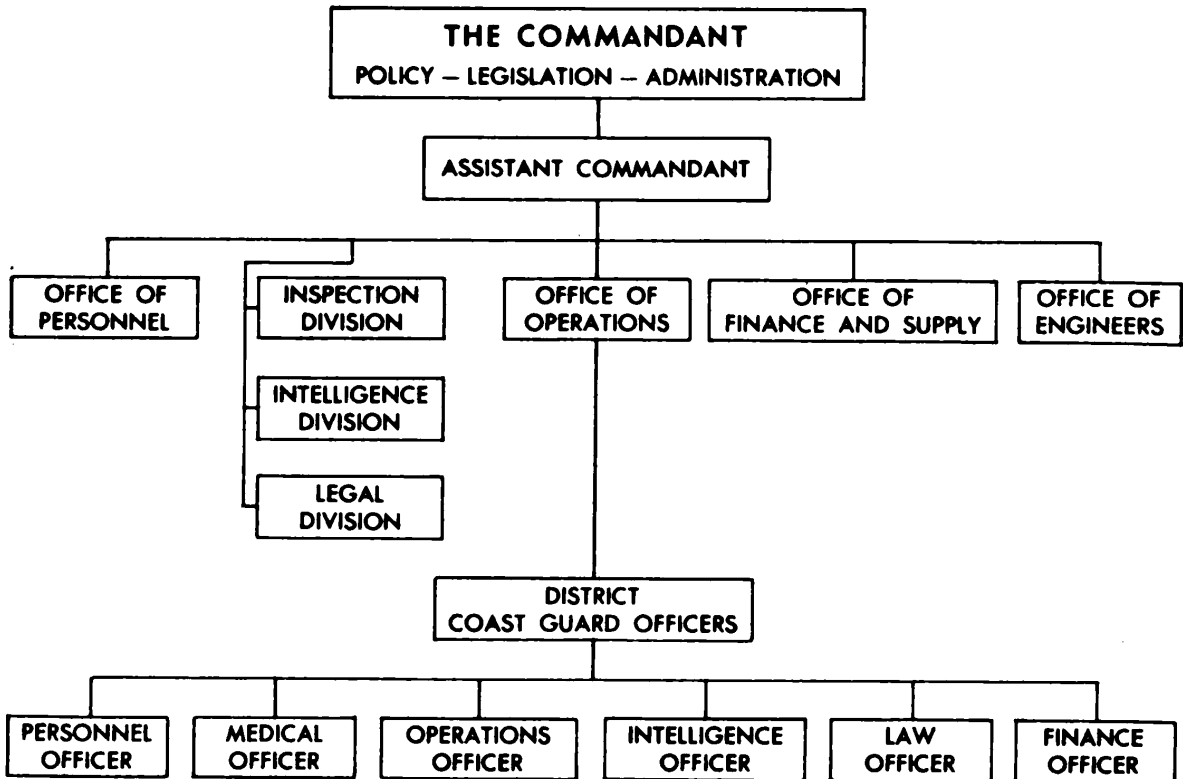 THE COMMANDANT
POLICY — LEGISLATION — ADMINISTRATION
ASSISTANT COMMANDANT
OFFICE OF
PERSONNEL
INSPECTION
DIVISION
OFFICE OF
OPERATIONS
OFFICE OF
FINANCE AND SUPPLY
OFFICE OF
ENGINEERS
INTELLIGENCE
DIVISION
LEGAL
DIVISION
DISTRICT
COAST GUARD OFFICERS
PERSONNEL
OFFICER
MEDICAL
OFFICER
OPERATIONS
OFFICER
INTELLIGENCE
OFFICER
LAW
OFFICER
FINANCE
OFFICER